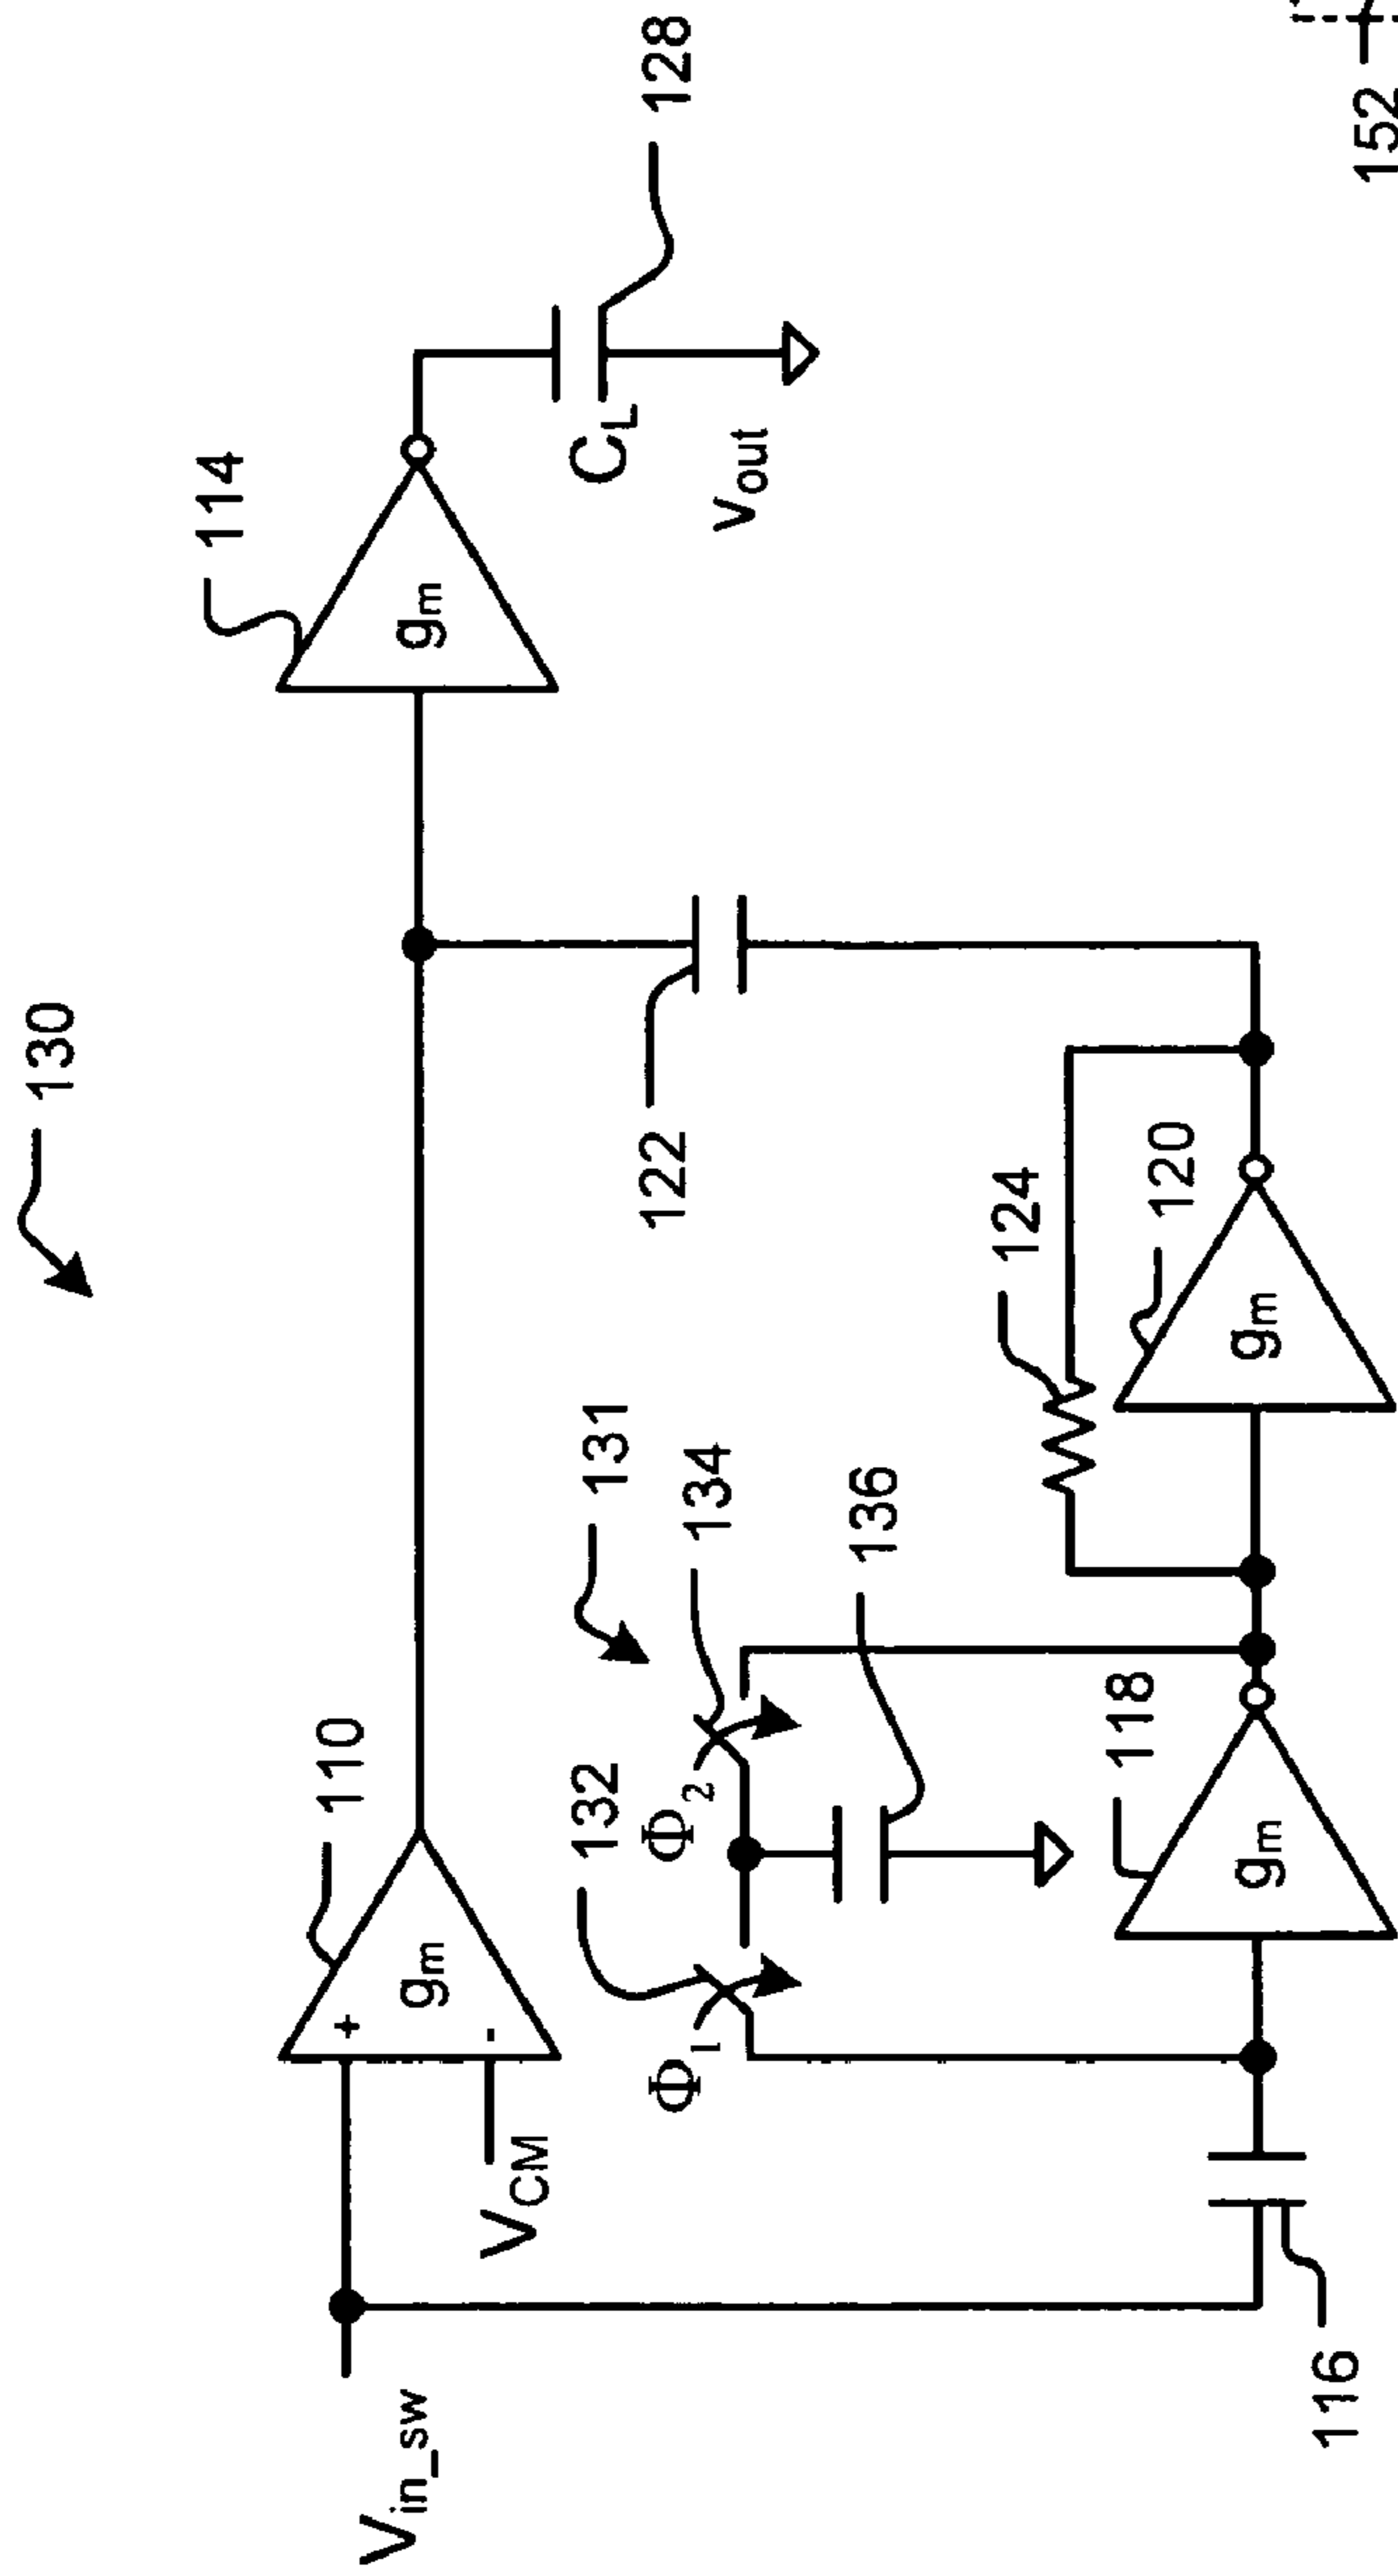 130
V_in_sw
110
+
-
g_m
V_CM
114
g_m
128
C_L
v_out
122
131
132
Φ_1
Φ_2
134
136
124
116
118
g_m
120
g_m
152